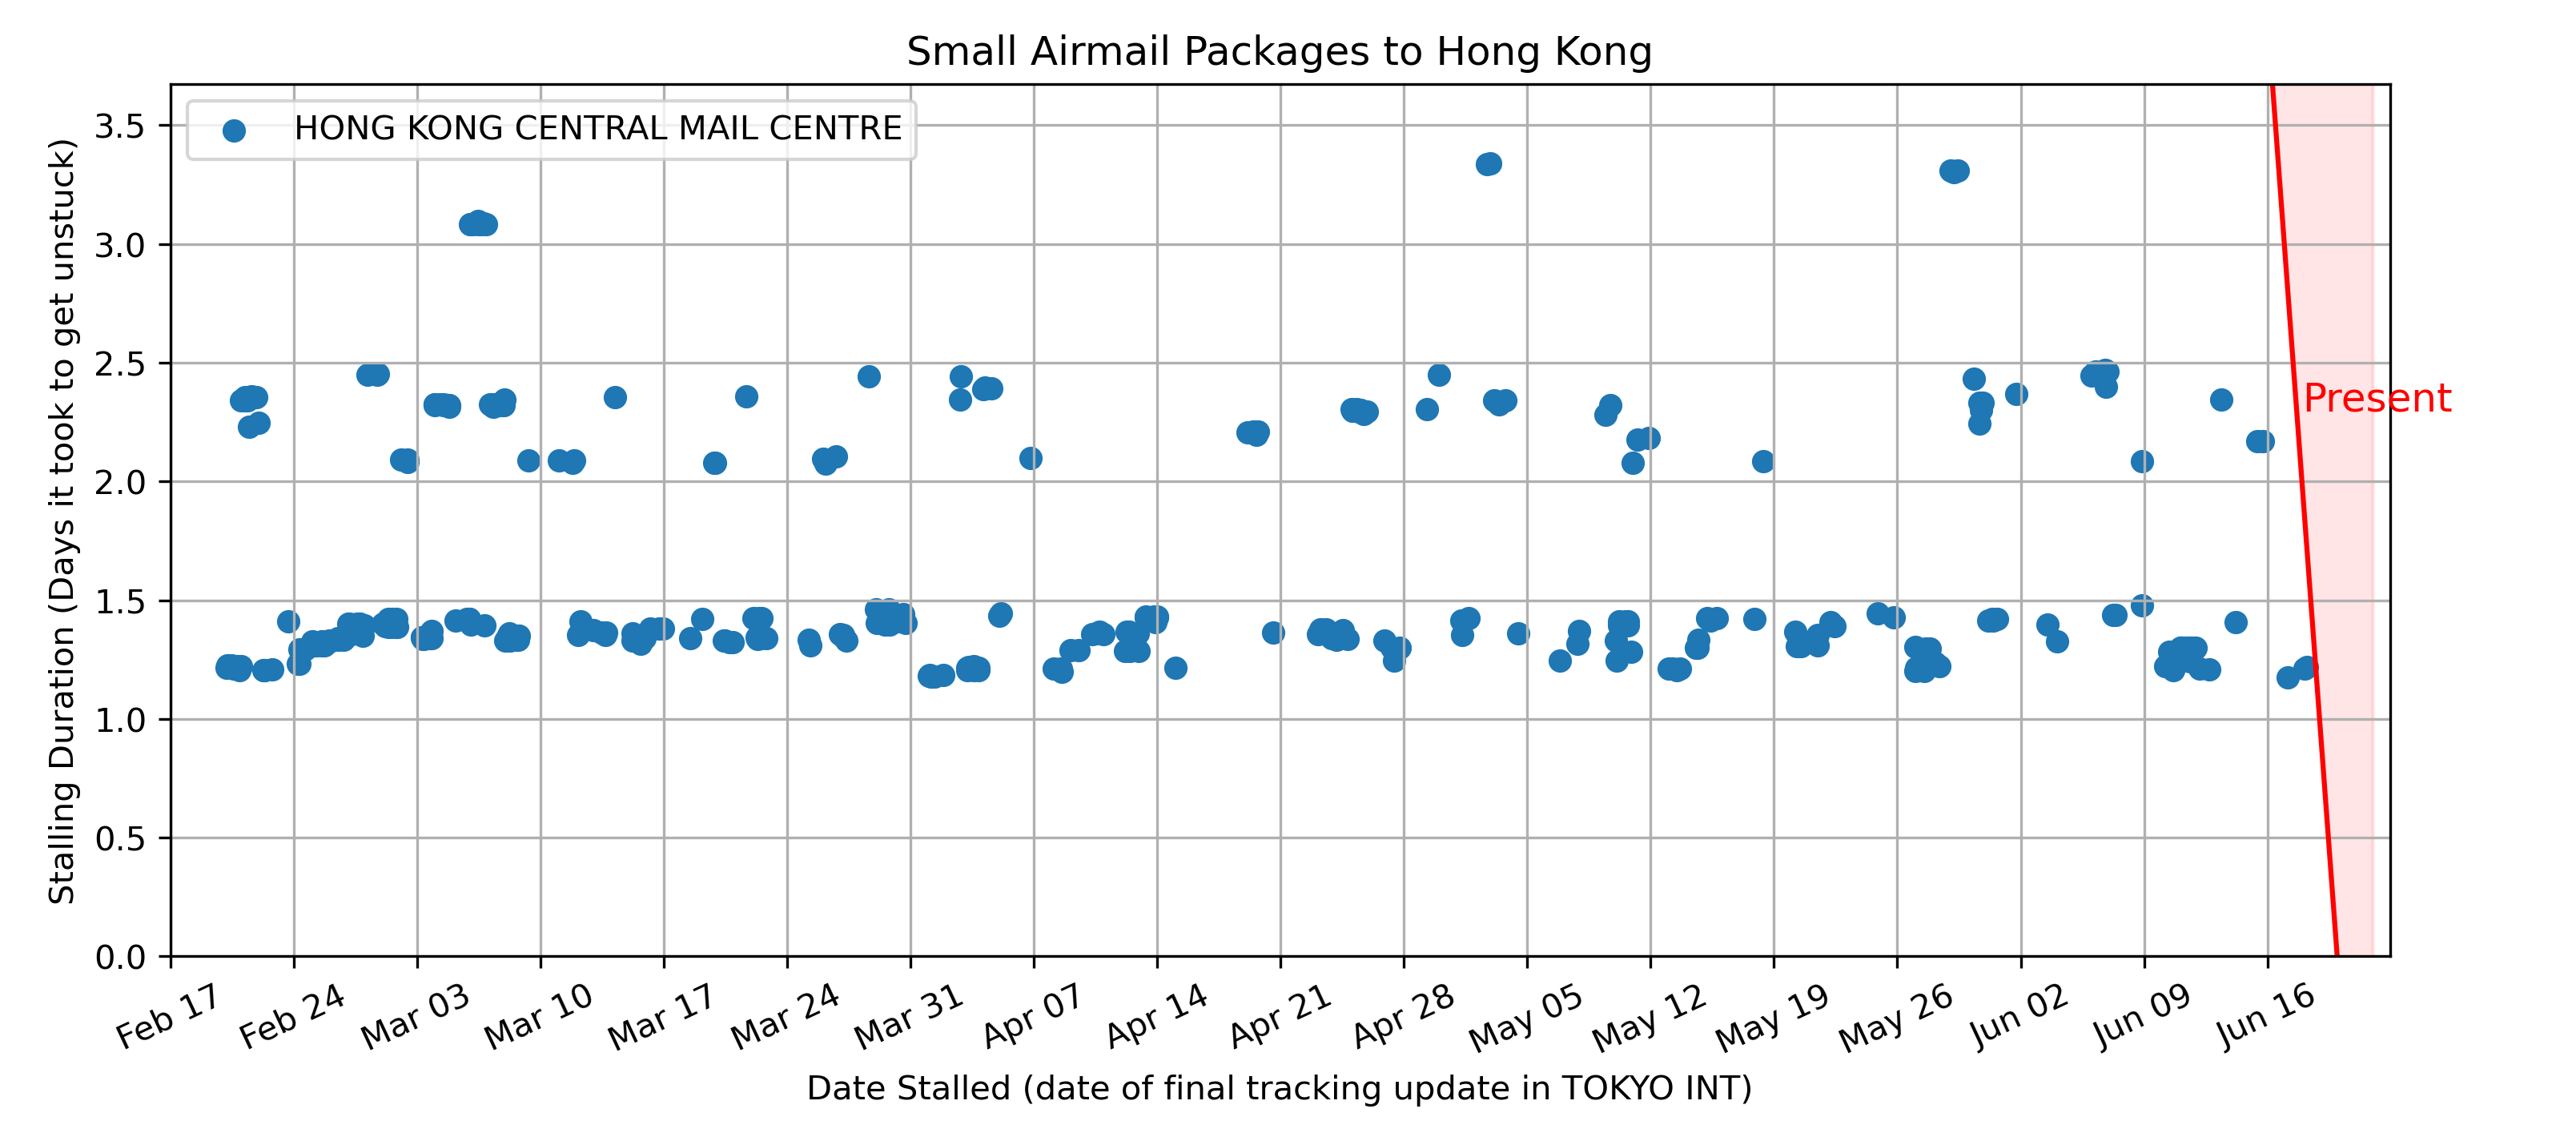 Small Airmail Packages to Hong Kong
HONG KONG CENTRAL MAIL CENTRE
Stalling Duration (Days it took to get unstuck)
3.5
3.0
2.5
2.0
1.5
1.0
0.5
0.0
Present
Feb 17
Feb 24
Mar 03
Mar 10
Mar 17
Mar 24
Mar 31
Apr 07
Apr 14
Apr 21
Apr 28
May 05
May 12
May 19
May 26
Jun 02
Jun 09
Jun 16
Date Stalled (date of final tracking update in TOKYO INT)